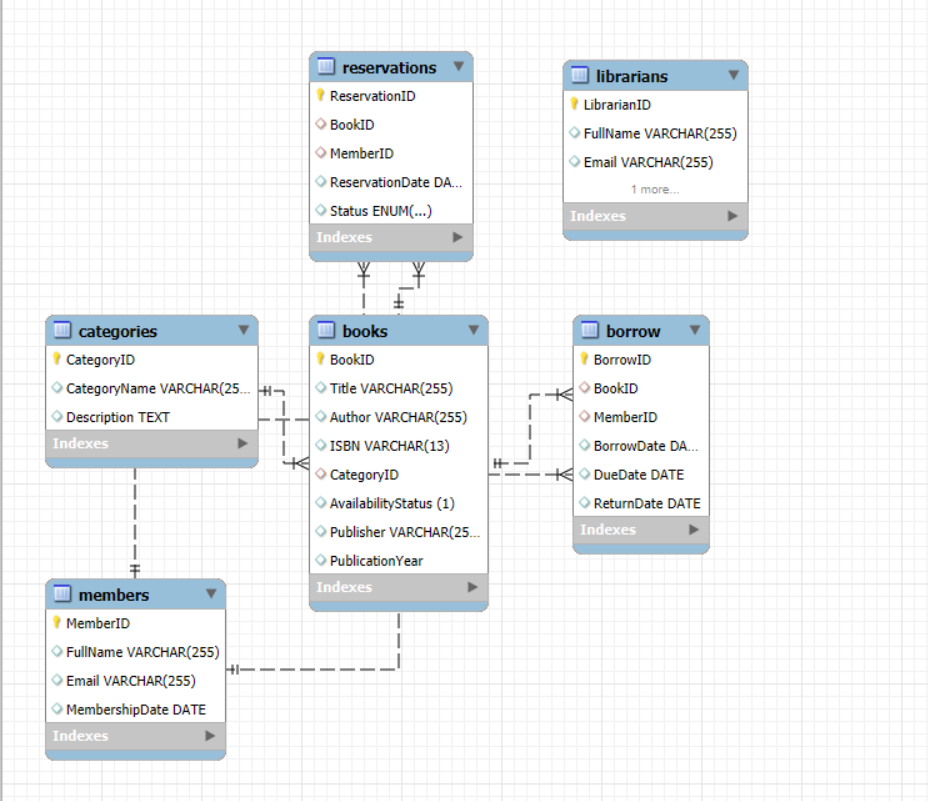 reservations
ReservationID
BookID
MemberID
ReservationDate DA...
Status ENUM(...)
Indexes
librarians
LibrarianID
FullName VARCHAR(255)
Email VARCHAR(255)
1 more...
Indexes
categories
CategoryID
CategoryName VARCHAR(25...
Description TEXT
Indexes
books
BookID
Title VARCHAR(255)
Author VARCHAR(255)
ISBN VARCHAR(13)
CategoryID
AvailabilityStatus (1)
Publisher VARCHAR(25...
PublicationYear
Indexes
borrow
BorrowID
BookID
MemberID
BorrowDate DA...
DueDate DATE
ReturnDate DATE
Indexes
members
MemberID
FullName VARCHAR(255)
Email VARCHAR(255)
MembershipDate DATE
Indexes